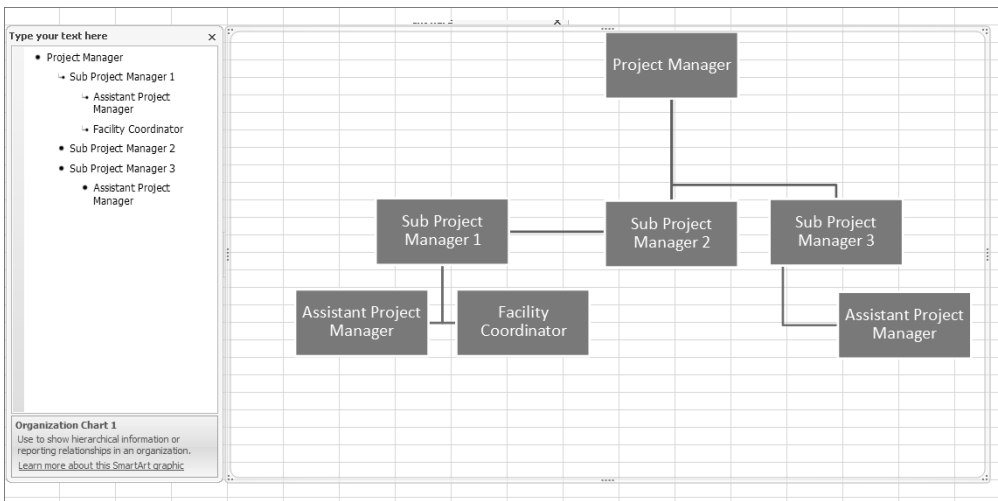 Type your text here
Project Manager
Sub Project Manager 1
Assistant Project
Manager
Facility Coordinator
Sub Project Manager 2
Sub Project Manager 3
Assistant Project
Manager
Organization Chart 1
Use to show hierarchical information or
reporting relationships in an organization.
Learn more about this SmartArt graphic
Project Manager
Sub Project
Manager 1
Sub Project
Manager 2
Sub Project
Manager 3
Assistant Project
Manager
Facility
Coordinator
Assistant Project
Manager